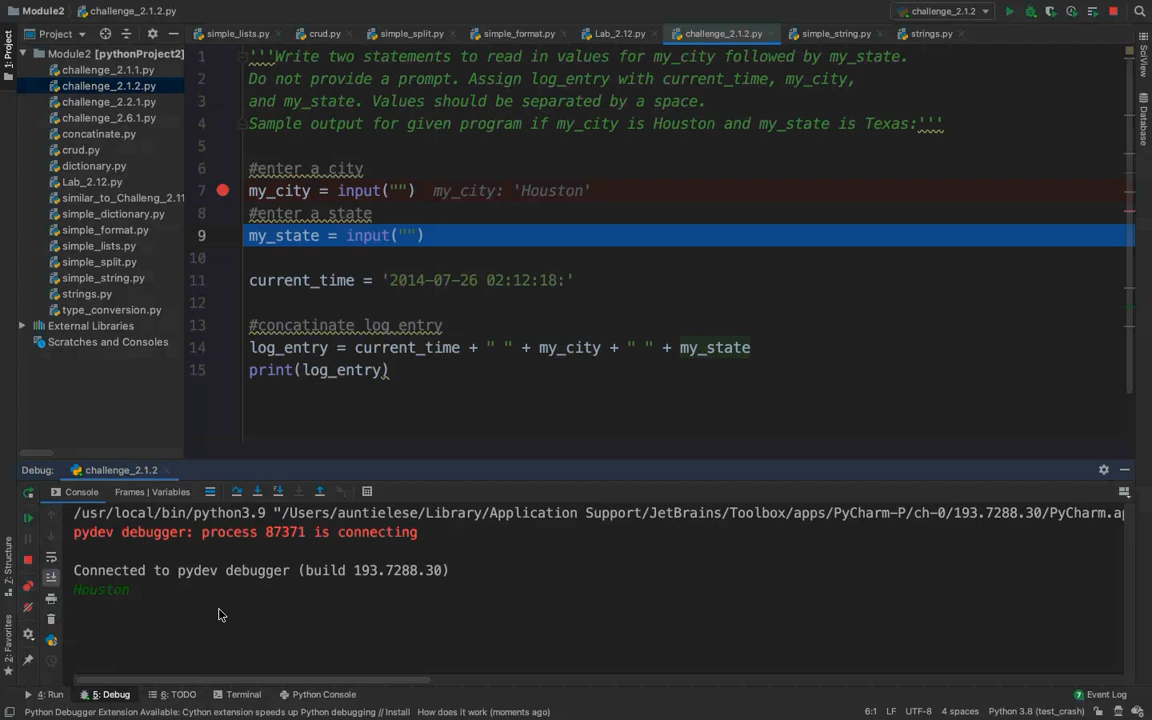 Module2 challenge_2.1.2.py challenge_2.1.2
Project simple_lists.py crud.py simple_split.py simple_format.py Lab_2.12.py challenge_2.1.2.py simple_string.py strings.py
1: Project
Module2 [pythonProject2]
challenge_2.1.1.py
challenge_2.1.2.py
challenge_2.2.1.py
challenge_2.6.1.py
concatinate.py
crud.py
dictionary.py
Lab_2.12.py
similar_to_Challeng_2.11
simple_dictionary.py
simple_format.py
simple_lists.py
simple_split.py
simple_string.py
strings.py
type_conversion.py
External Libraries
Scratches and Consoles
1 '''Write two statements to read in values for my_city followed by my_state.
2 Do not provide a prompt. Assign log_entry with current_time, my_city,
3 and my_state. Values should be separated by a space.
4 Sample output for given program if my_city is Houston and my_state is Texas:'''
5
6 #enter a city
7 my_city = input("") my_city: 'Houston'
8 #enter a state
9 my_state = input("")
10
11 current_time = '2014-07-26 02:12:18:'
12
13 #concatinate log entry
14 log_entry = current_time + " " + my_city + " " + my_state
15 print(log_entry)
SciView
Database
Debug: challenge_2.1.2
Console Frames | Variables
/usr/local/bin/python3.9 "/Users/auntielese/Library/Application Support/JetBrains/Toolbox/apps/PyCharm-P/ch-0/193.7288.30/PyCharm.ap
pydev debugger: process 87371 is connecting
Connected to pydev debugger (build 193.7288.30)
Houston
Z: Structure
2: Favorites
4: Run 5: Debug 6: TODO Terminal Python Console Event Log
Python Debugger Extension Available: Cython extension speeds up Python debugging // Install How does it work (moments ago) 6:1 LF UTF-8 4 spaces Python 3.8 (test_crash)